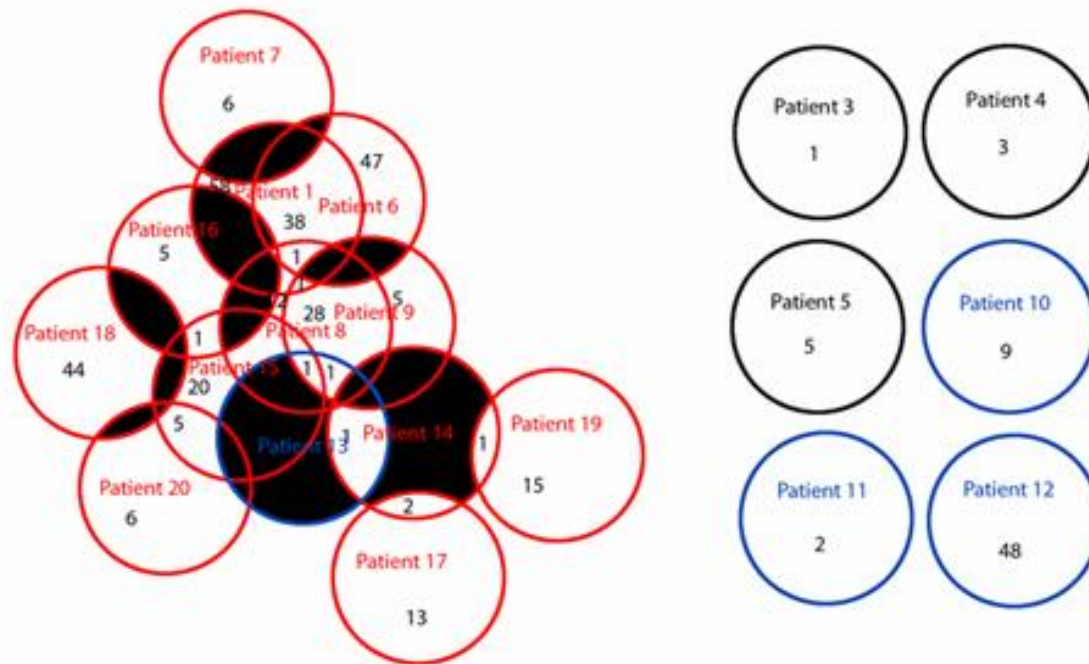 Patient 7
6
47
Patient 1
Patient 6
38
Patient 16
5
1
5
28
Patient 9
Patient 18
44
1
Patient 8
20
1
1
5
Patient 13
1
Patient 14
1
Patient 19
15
Patient 20
6
2
Patient 17
13
Patient 3
1
Patient 4
3
Patient 5
5
Patient 10
9
Patient 11
2
Patient 12
48